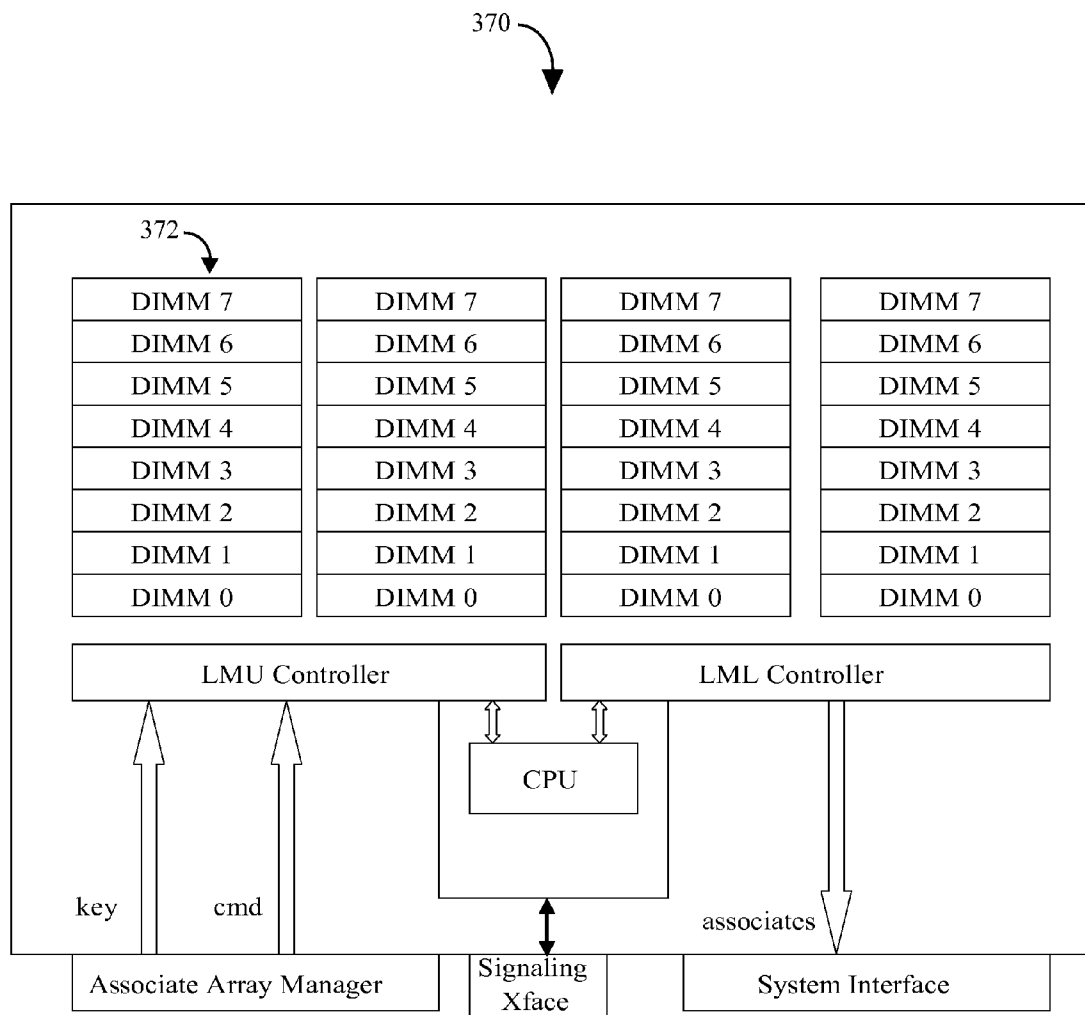 370
372
DIMM 7 DIMM 7 DIMM 7 DIMM 7
DIMM 6 DIMM 6 DIMM 6 DIMM 6
DIMM 5 DIMM 5 DIMM 5 DIMM 5
DIMM 4 DIMM 4 DIMM 4 DIMM 4
DIMM 3 DIMM 3 DIMM 3 DIMM 3
DIMM 2 DIMM 2 DIMM 2 DIMM 2
DIMM 1 DIMM 1 DIMM 1 DIMM 1
DIMM 0 DIMM 0 DIMM 0 DIMM 0
LMU Controller LML Controller
CPU
key cmd associates
Associate Array Manager
Signaling
Xface
System Interface